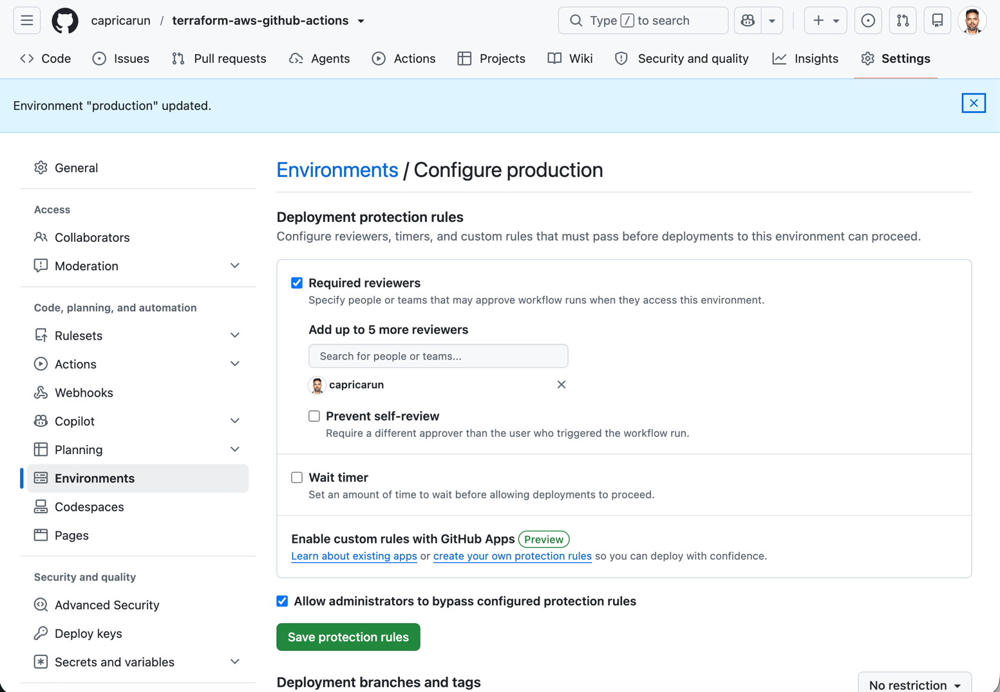 capricarun / terraform-aws-github-actions
Type / to search
Code
Issues
Pull requests
Agents
Actions
Projects
Wiki
Security and quality
Insights
Settings
Environment "production" updated.
General
Access
Collaborators
Moderation
Code, planning, and automation
Rulesets
Actions
Webhooks
Copilot
Planning
Environments
Codespaces
Pages
Security and quality
Advanced Security
Deploy keys
Secrets and variables
Environments / Configure production
Deployment protection rules
Configure reviewers, timers, and custom rules that must pass before deployments to this environment can proceed.
Required reviewers
Specify people or teams that may approve workflow runs when they access this environment.
Add up to 5 more reviewers
Search for people or teams...
capricarun
Prevent self-review
Require a different approver than the user who triggered the workflow run.
Wait timer
Set an amount of time to wait before allowing deployments to proceed.
Enable custom rules with GitHub Apps Preview
Learn about existing apps or create your own protection rules so you can deploy with confidence.
Allow administrators to bypass configured protection rules
Save protection rules
Deployment branches and tags
No restriction